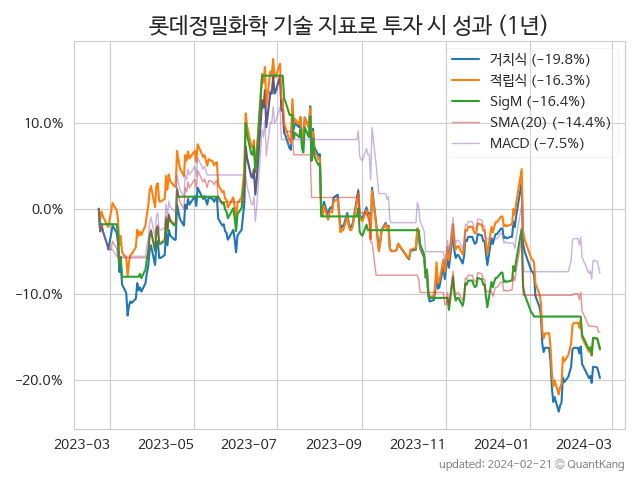 롯데정밀화학 기술 지표로 투자 시 성과 (1년)
거치식 (−19.8%)
적립식 (−16.3%)
SigM (−16.4%)
SMA(20) (−14.4%)
MACD (−7.5%)
10.0%
0.0%
−10.0%
−20.0%
2023-03 2023-05 2023-07 2023-09 2023-11 2024-01 2024-03
updated: 2024-02-21 © QuantKang